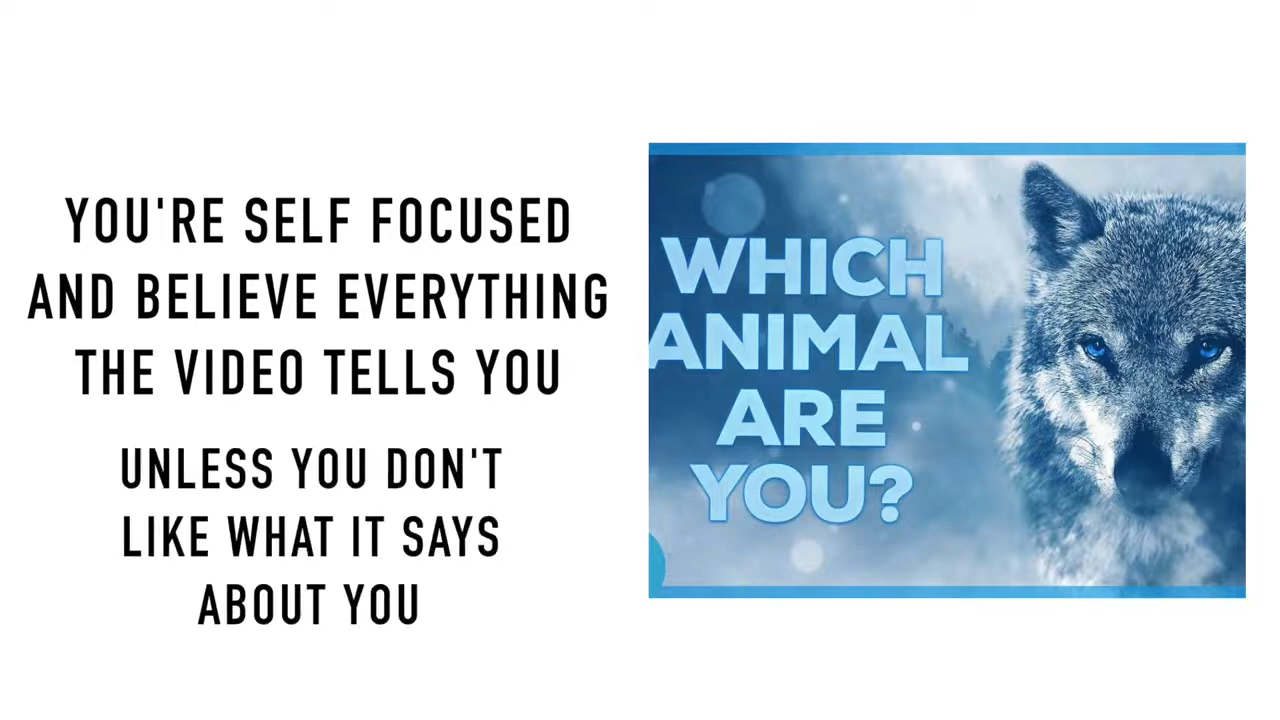 YOU'RE SELF FOCUSED
AND BELIEVE EVERYTHING
THE VIDEO TELLS YOU
UNLESS YOU DON'T
LIKE WHAT IT SAYS
ABOUT YOU
WHICH
ANIMAL
ARE
YOU?